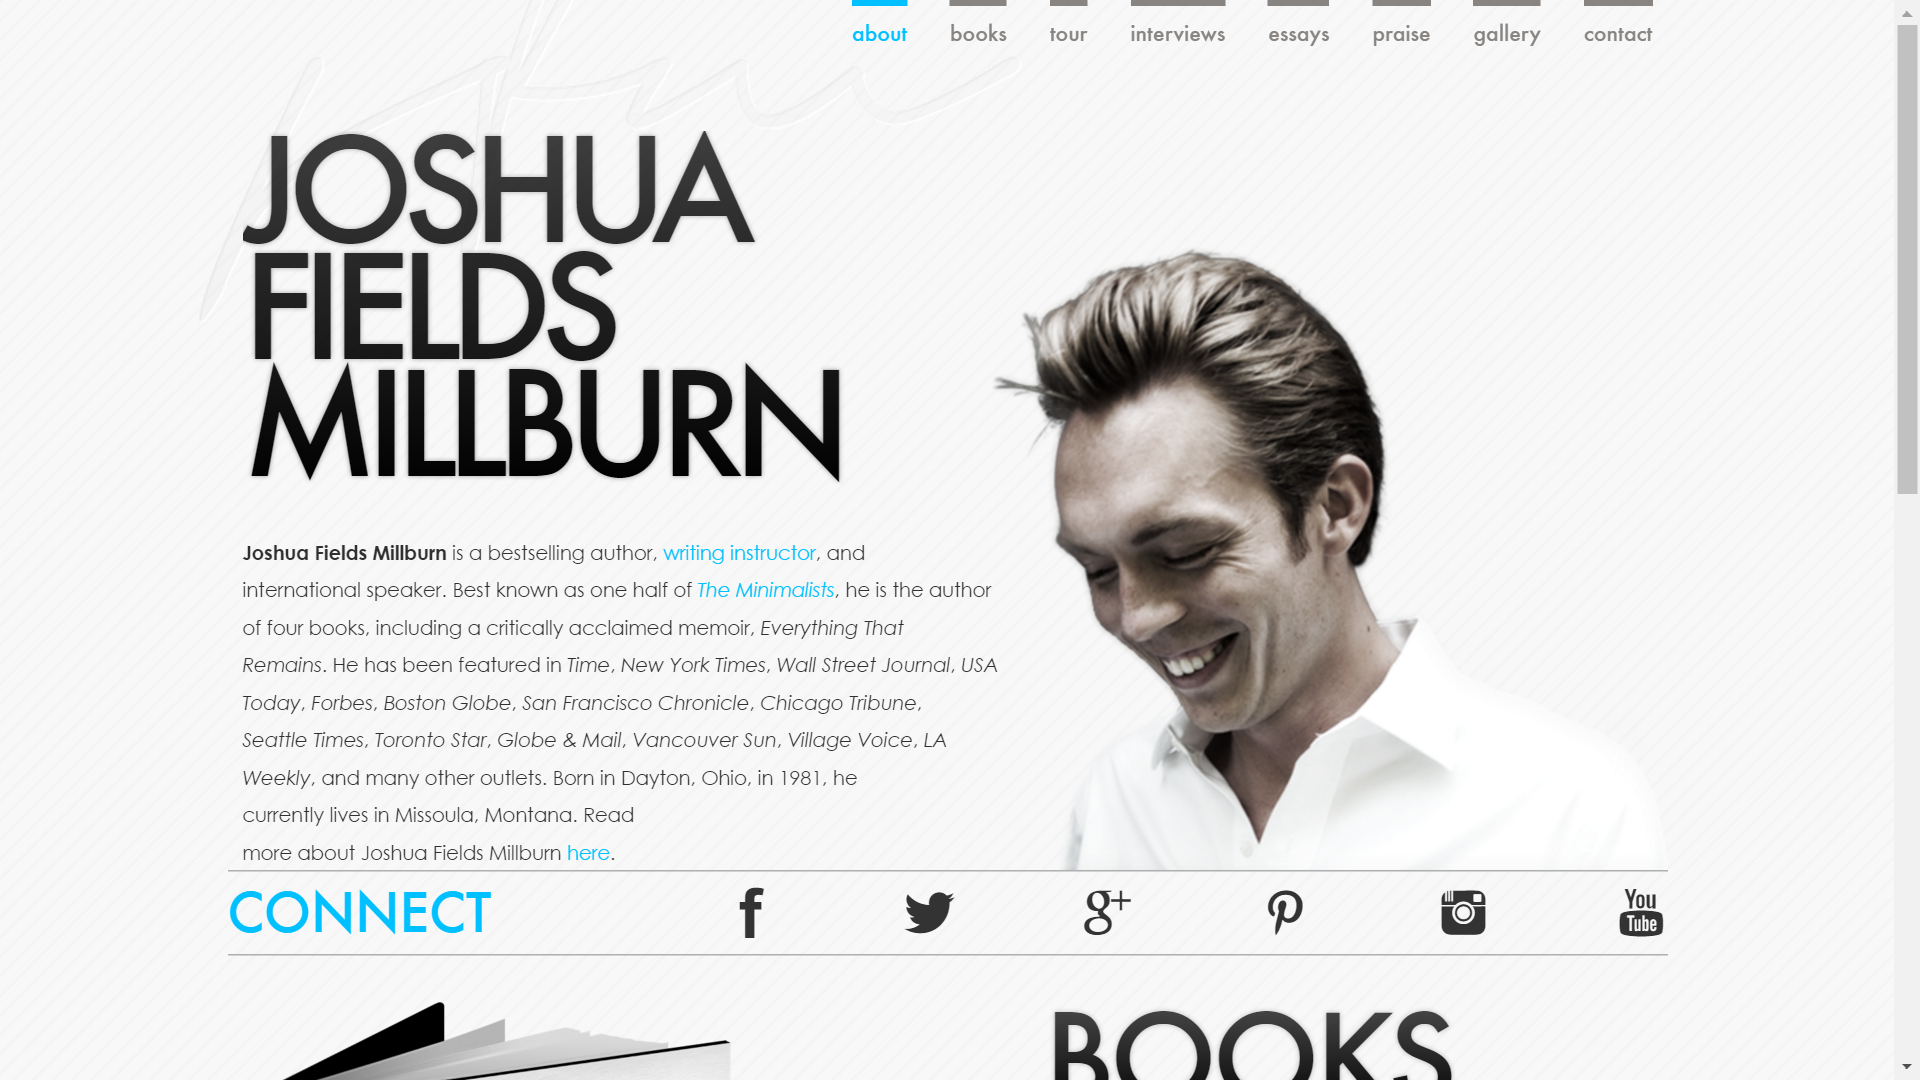 about books tour interviews essays praise gallery contact
JOSHUA
FIELDS
MILLBURN
Joshua Fields Millburn is a bestselling author, writing instructor, and
international speaker. Best known as one half of The Minimalists, he is the author
of four books, including a critically acclaimed memoir, Everything That
Remains. He has been featured in Time, New York Times, Wall Street Journal, USA
Today, Forbes, Boston Globe, San Francisco Chronicle, Chicago Tribune,
Seattle Times, Toronto Star, Globe & Mail, Vancouver Sun, Village Voice, LA
Weekly, and many other outlets. Born in Dayton, Ohio, in 1981, he
currently lives in Missoula, Montana. Read
more about Joshua Fields Millburn here.
CONNECT f g+ You Tube
BOOKS